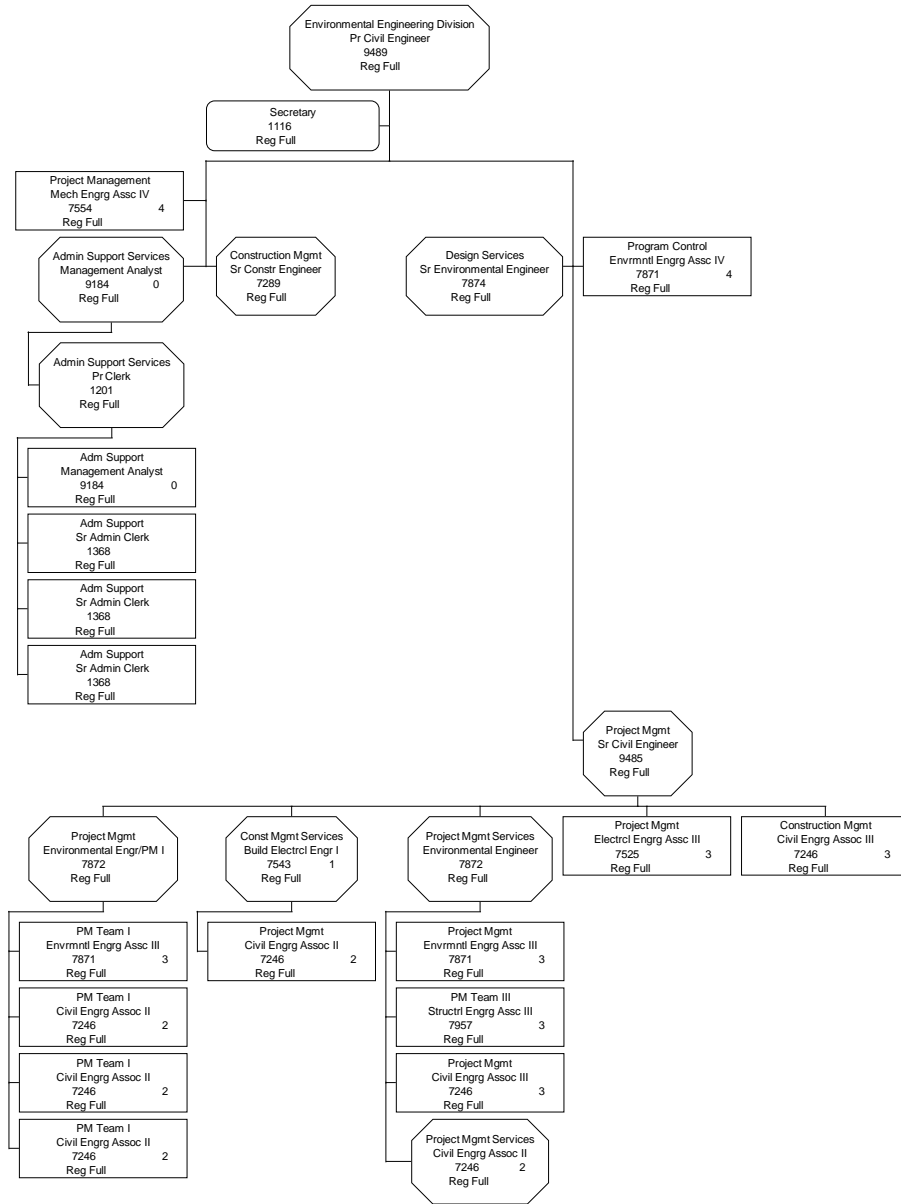 Environmental Engineering Division
Pr Civil Engineer
9489
Reg Full
Secretary
1116
Reg Full
Project Management
Mech Engrg Assc IV
7554 4
Reg Full
Admin Support Services
Management Analyst
9184 0
Reg Full
Construction Mgmt
Sr Constr Engineer
7289
Reg Full
Design Services
Sr Environmental Engineer
7874
Reg Full
Program Control
Envrmntl Engrg Assc IV
7871 4
Reg Full
Admin Support Services
Pr Clerk
1201
Reg Full
Adm Support
Management Analyst
9184 0
Reg Full
Adm Support
Sr Admin Clerk
1368
Reg Full
Adm Support
Sr Admin Clerk
1368
Reg Full
Adm Support
Sr Admin Clerk
1368
Reg Full
Project Mgmt
Sr Civil Engineer
9485
Reg Full
Project Mgmt
Environmental Engr/PM I
7872
Reg Full
Const Mgmt Services
Build Electrcl Engr I
7543 1
Reg Full
Project Mgmt Services
Environmental Engineer
7872
Reg Full
Project Mgmt
Electrcl Engrg Assc III
7525 3
Reg Full
Construction Mgmt
Civil Engrg Assoc III
7246 3
Reg Full
PM Team I
Envrmntl Engrg Assc III
7871 3
Reg Full
PM Team I
Civil Engrg Assoc II
7246 2
Reg Full
PM Team I
Civil Engrg Assoc II
7246 2
Reg Full
PM Team I
Civil Engrg Assoc II
7246 2
Reg Full
Project Mgmt
Civil Engrg Assoc II
7246 2
Reg Full
Project Mgmt
Envrmntl Engrg Assc III
7871 3
Reg Full
PM Team III
Structrl Engrg Assc III
7957 3
Reg Full
Project Mgmt
Civil Engrg Assoc III
7246 3
Reg Full
Project Mgmt Services
Civil Engrg Assoc II
7246 2
Reg Full